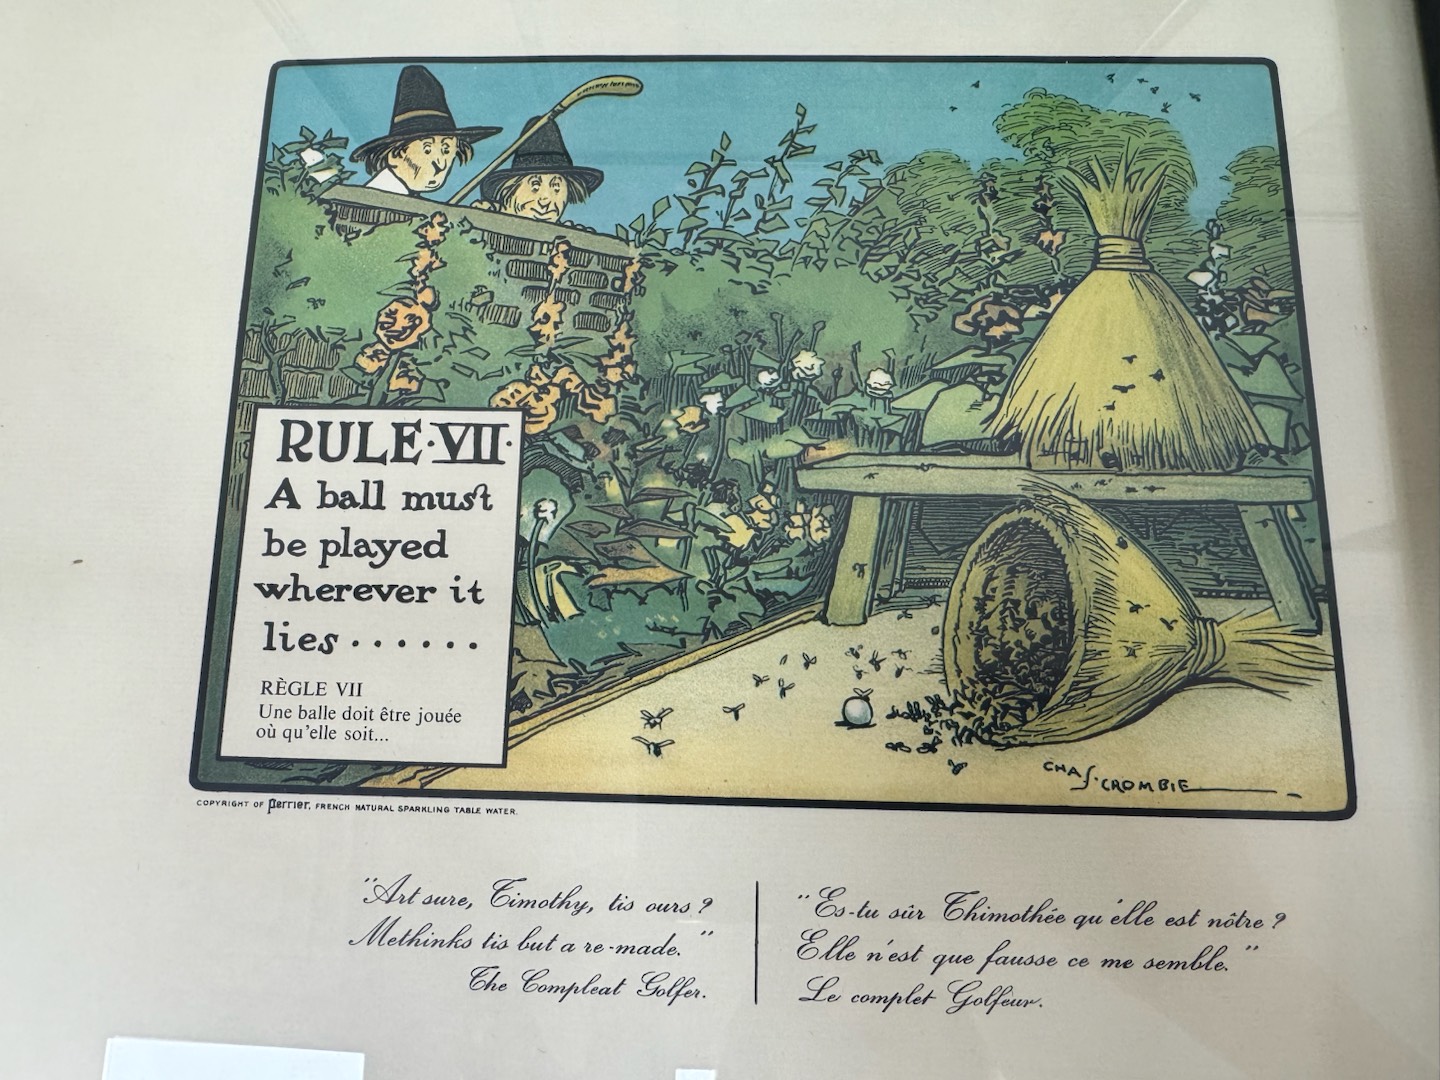 RULE·VII·
A ball must
be played
wherever it
lies ......
RÈGLE VII
Une balle doit être jouée
où qu'elle soit...
CHAS. CROMBIE
COPYRIGHT OF Perrier, FRENCH NATURAL SPARKLING TABLE WATER.
"Art sure, Timothy, tis ours?
Methinks tis but a re-made."
The Compleat Golfer.
"Es-tu sûr Thimothée qu'elle est nôtre?
Elle n'est que fausse ce me semble."
Le complet Golfeur.